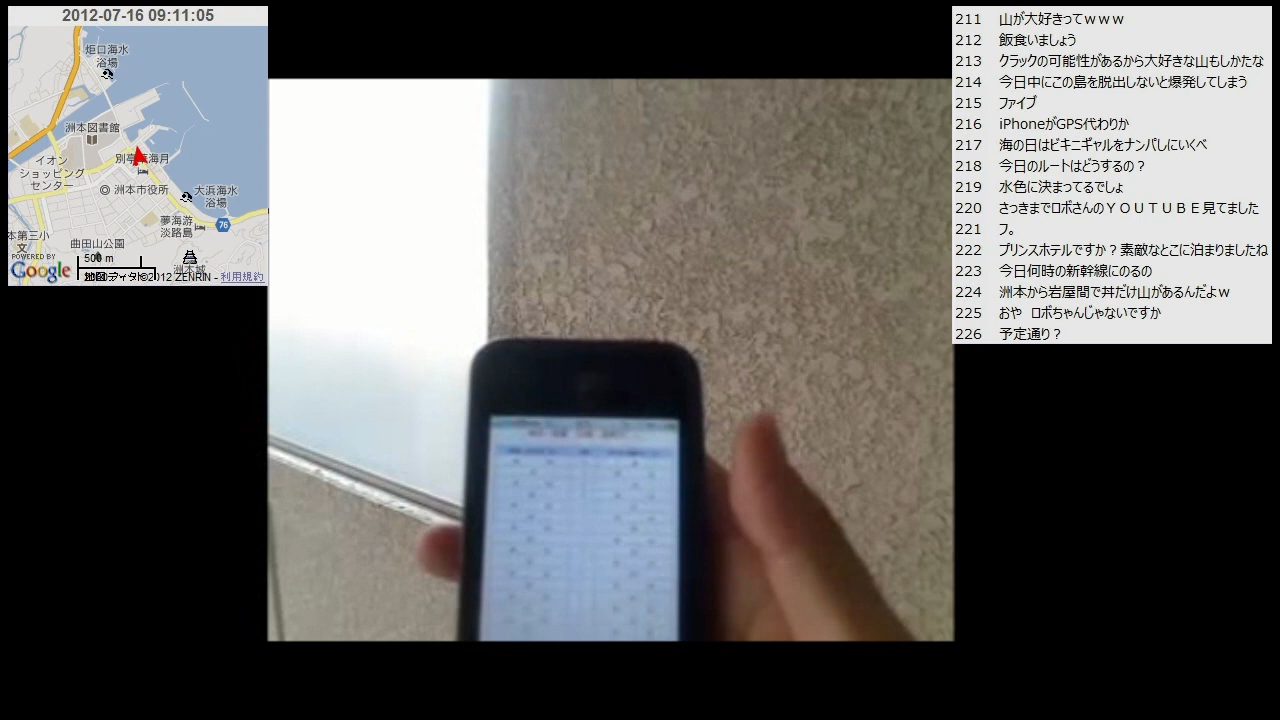 2012-07-16 09:11:05
炬口海水
浴場
洲本図書館
イオン
ショッピング
センター
別亭 海月
洲本市役所
大浜海水
浴場
夢海游
淡路島
76
本第三小
文
曲田山公園
POWERED BY
Google
500 m
©2012 ZENRIN - 利用規約
211 山が大好きってｗｗｗ
212 飯食いましょう
213 クラックの可能性があるから大好きな山もしかたな
214 今日中にこの島を脱出しないと爆発してしまう
215 ファイブ
216 iPhoneがGPS代わりか
217 海の日はビキニギャルをナンパしにいくべ
218 今日のルートはどうするの？
219 水色に決まってるでしょ
220 さっきまでロボさんのＹＯＵＴＵＢＥ見てました
221 フ。
222 プリンスホテルですか？素敵なとこに泊まりましたね
223 今日何時の新幹線にのるの
224 洲本から岩屋間で丼だけ山があるんだよｗ
225 おや　ロボちゃんじゃないですか
226 予定通り？